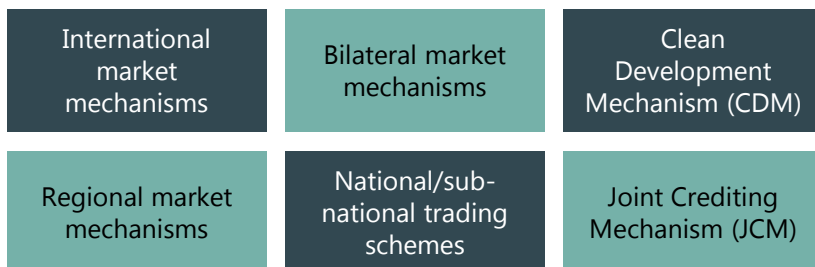 International
market
mechanisms
Bilateral market
mechanisms
Clean
Development
Mechanism (CDM)
Regional market
mechanisms
National/sub-
national trading
schemes
Joint Crediting
Mechanism (JCM)